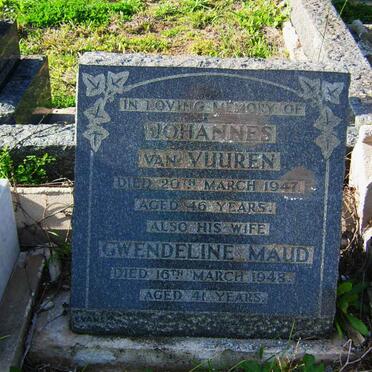 IN LOVING MEMORY OF
JOHANNES
VAN VUUREN
DIED 20TH MARCH 1947
AGED 46 YEARS.
ALSO HIS WIFE
GWENDELINE MAUD
DIED 16TH MARCH 1948
AGED 41 YEARS.